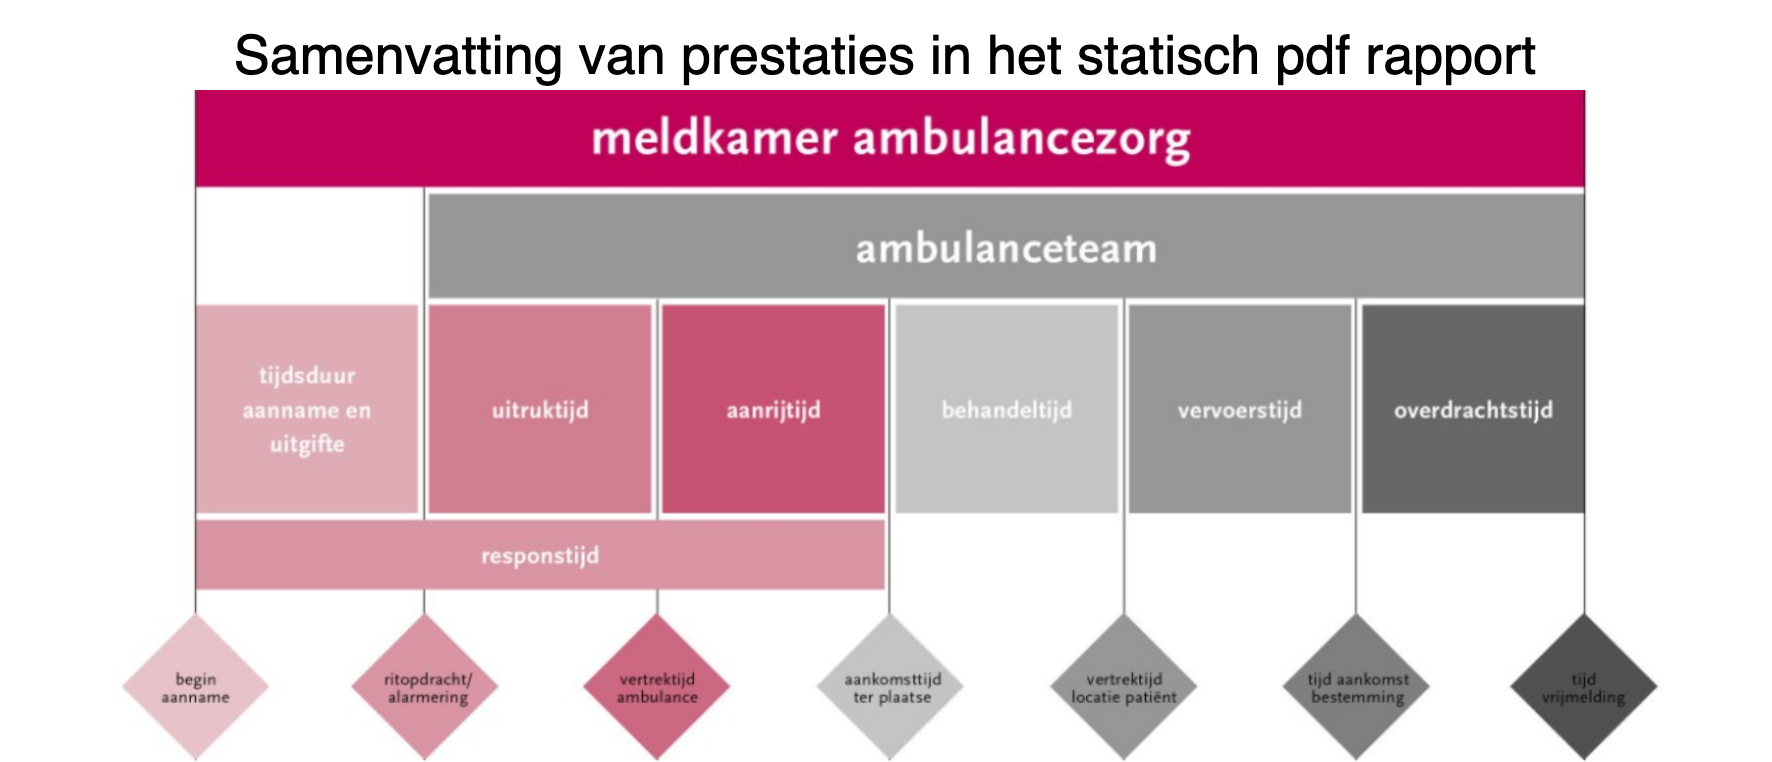 Samenvatting van prestaties in het statisch pdf rapport
meldkamer ambulancezorg
ambulanceteam
tijdsduur
aanname en
uitgifte
uitruktijd
aanrijtijd
behandeltijd
vervoerstijd
overdrachtstijd
responstijd
begin
aanname
ritopdracht/
alarmering
vertrektijd
ambulance
aankomsttijd
ter plaatse
vertrektijd
locatie patiënt
tijd aankomst
bestemming
tijd
vrijmelding